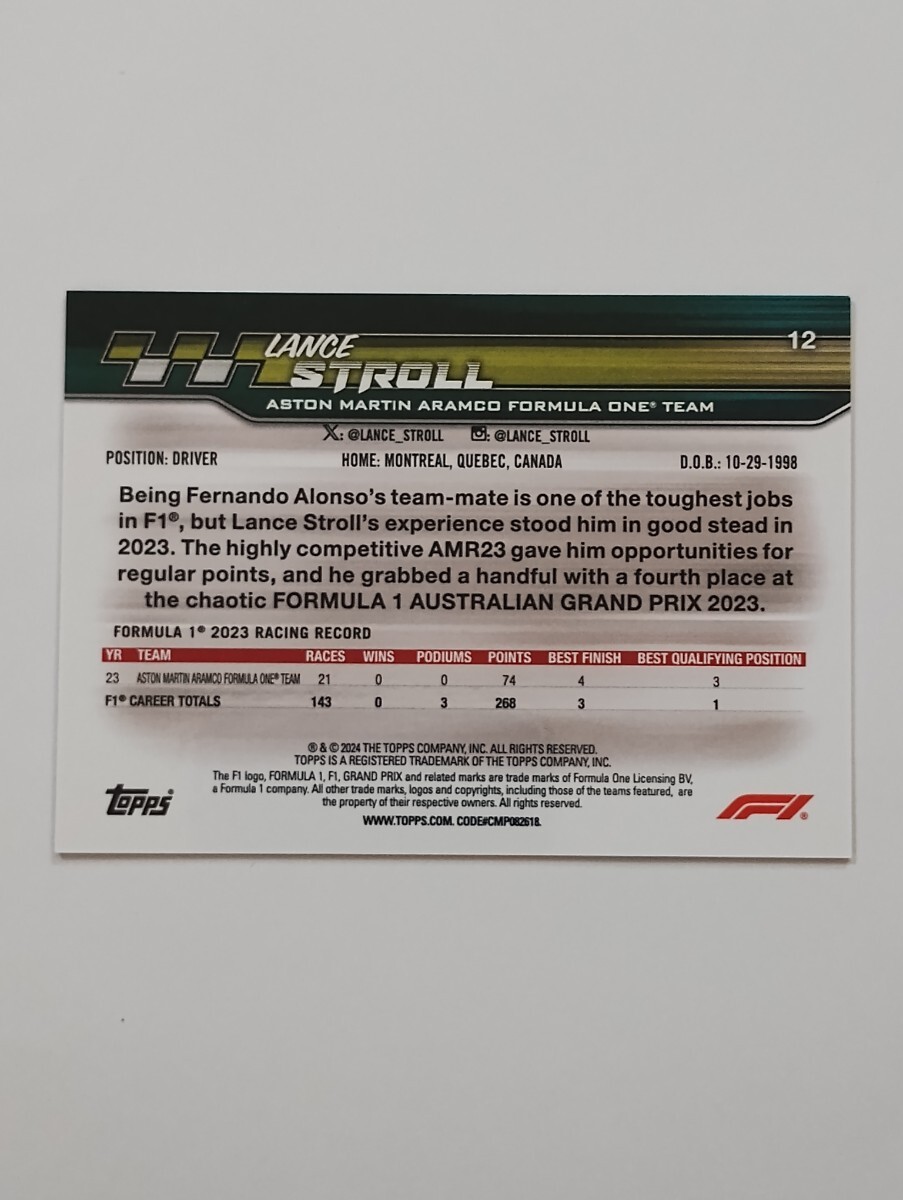 LANCE
12
STROLL
ASTON MARTIN ARAMCO FORMULA ONE® TEAM
X: @LANCE_STROLL : @LANCE_STROLL
POSITION: DRIVER HOME: MONTREAL, QUEBEC, CANADA D.O.B.: 10-29-1998
Being Fernando Alonso's team-mate is one of the toughest jobs
in F1®, but Lance Stroll's experience stood him in good stead in
2023. The highly competitive AMR23 gave him opportunities for
regular points, and he grabbed a handful with a fourth place at
the chaotic FORMULA 1 AUSTRALIAN GRAND PRIX 2023.
FORMULA 1® 2023 RACING RECORD
YR TEAM RACES WINS PODIUMS POINTS BEST FINISH BEST QUALIFYING POSITION
23 ASTON MARTIN ARAMCO FORMULA ONE® TEAM 21 0 0 74 4 3
F1® CAREER TOTALS 143 0 3 268 3 1
® & © 2024 THE TOPPS COMPANY, INC. ALL RIGHTS RESERVED.
TOPPS IS A REGISTERED TRADEMARK OF THE TOPPS COMPANY, INC.
The F1 logo, FORMULA 1, F1, GRAND PRIX and related marks are trade marks of Formula One Licensing BV,
a Formula 1 company. All other trade marks, logos and copyrights, including those of the teams featured, are
the property of their respective owners. All rights reserved.
WWW.TOPPS.COM. CODE#CMP082618.
topps®
F1®